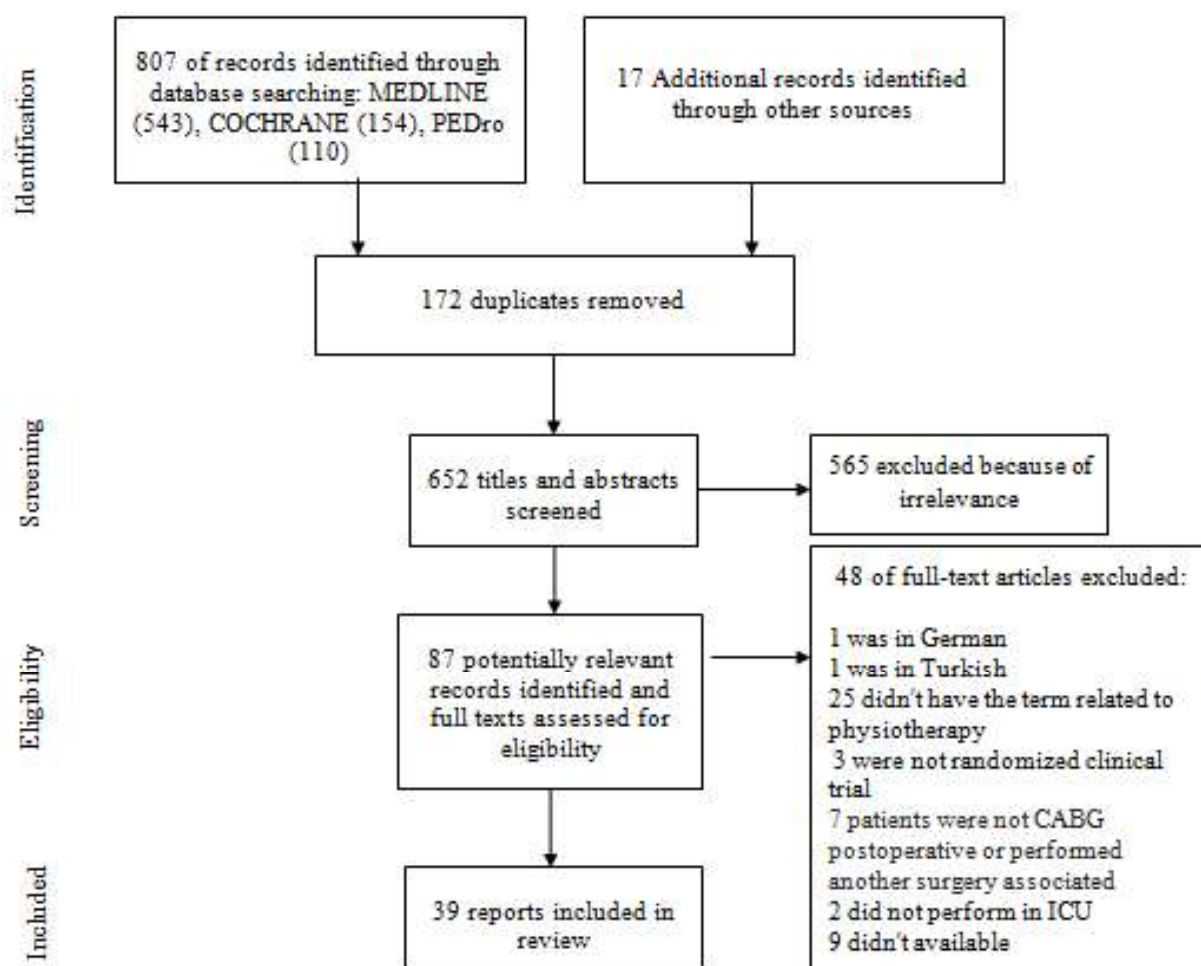 Identification
807 of records identified through
database searching: MEDLINE
(543), COCHRANE (154), PEDro
(110)
17 Additional records identified
through other sources
172 duplicates removed
Screening
652 titles and abstracts
screened
565 excluded because of
irrelevance
Eligibility
87 potentially relevant
records identified and
full texts assessed for
eligibility
48 of full-text articles excluded:
1 was in German
1 was in Turkish
25 didn't have the term related to
physiotherapy
3 were not randomized clinical
trial
7 patients were not CABG
postoperative or performed
another surgery associated
2 did not perform in ICU
9 didn't available
Included
39 reports included in
review